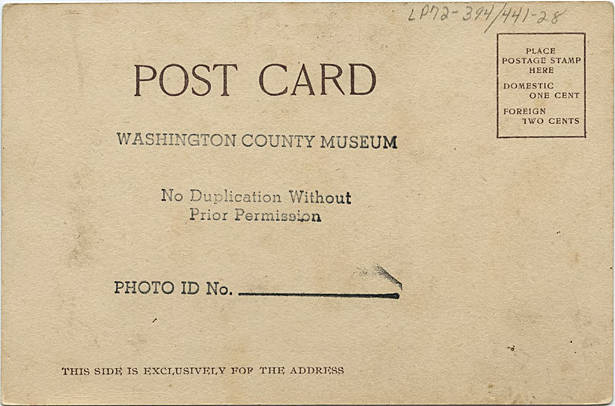 LP72-394/441-28
POST CARD
PLACE
POSTAGE STAMP
HERE
DOMESTIC
ONE CENT
FOREIGN
TWO CENTS
WASHINGTON COUNTY MUSEUM
No Duplication Without
Prior Permission
PHOTO ID No.
THIS SIDE IS EXCLUSIVELY FOR THE ADDRESS